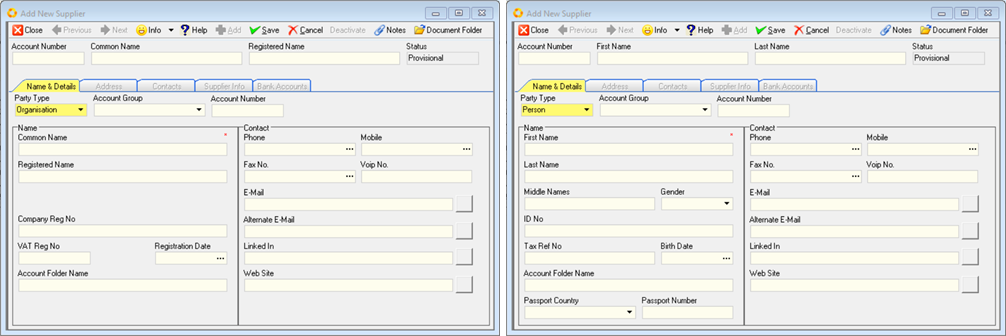 Add New Supplier
Close Previous Next Info Help Add Save Cancel Deactivate Notes Document Folder
Account Number Common Name Registered Name Status
Provisional
Name & Details Address Contacts Supplier Info Bank Accounts
Party Type Account Group Account Number
Organisation
Name
Common Name *
Registered Name
Company Reg No
VAT Reg No Registration Date
...
Account Folder Name
Contact
Phone Mobile
... ...
Fax No. Voip No.
...
E-Mail
Alternate E-Mail
Linked In
Web Site
Add New Supplier
Close Previous Next Info Help Add Save Cancel Deactivate Notes Document Folder
Account Number First Name Last Name Status
Provisional
Name & Details Address Contacts Supplier Info Bank Accounts
Party Type Account Group Account Number
Person
Name
First Name *
Last Name
Middle Names Gender
ID No
Tax Ref No Birth Date
...
Account Folder Name
Passport Country Passport Number
Contact
Phone Mobile
... ...
Fax No. Voip No.
...
E-Mail
Alternate E-Mail
Linked In
Web Site